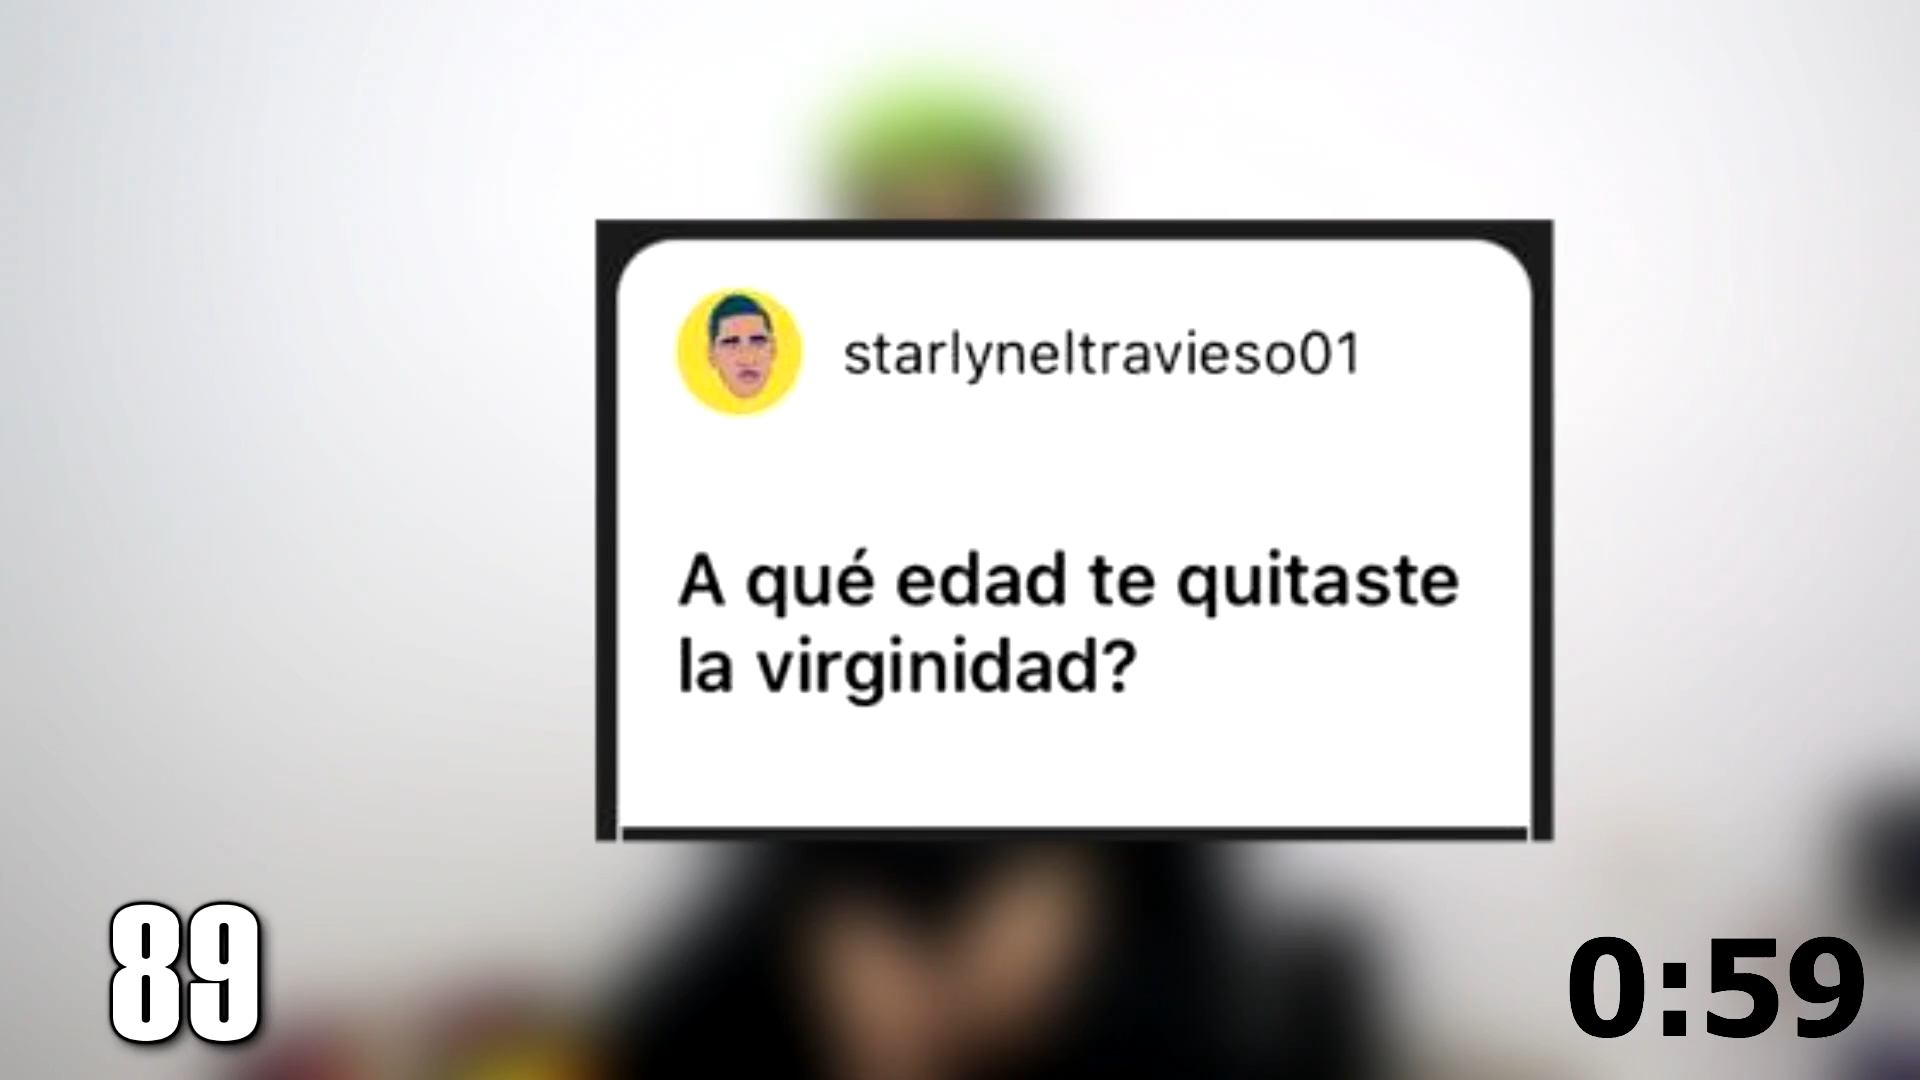 starlyneltravieso01
A qué edad te quitaste
la virginidad?
89
0:59